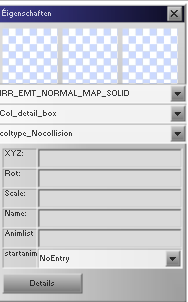 Eigenschaften
IRR_EMT_NORMAL_MAP_SOLID
Col_detail_box
coltype_Nocollision
XYZ:
Rot:
Scale:
Name:
Animlist
startanim NoEntry
Details